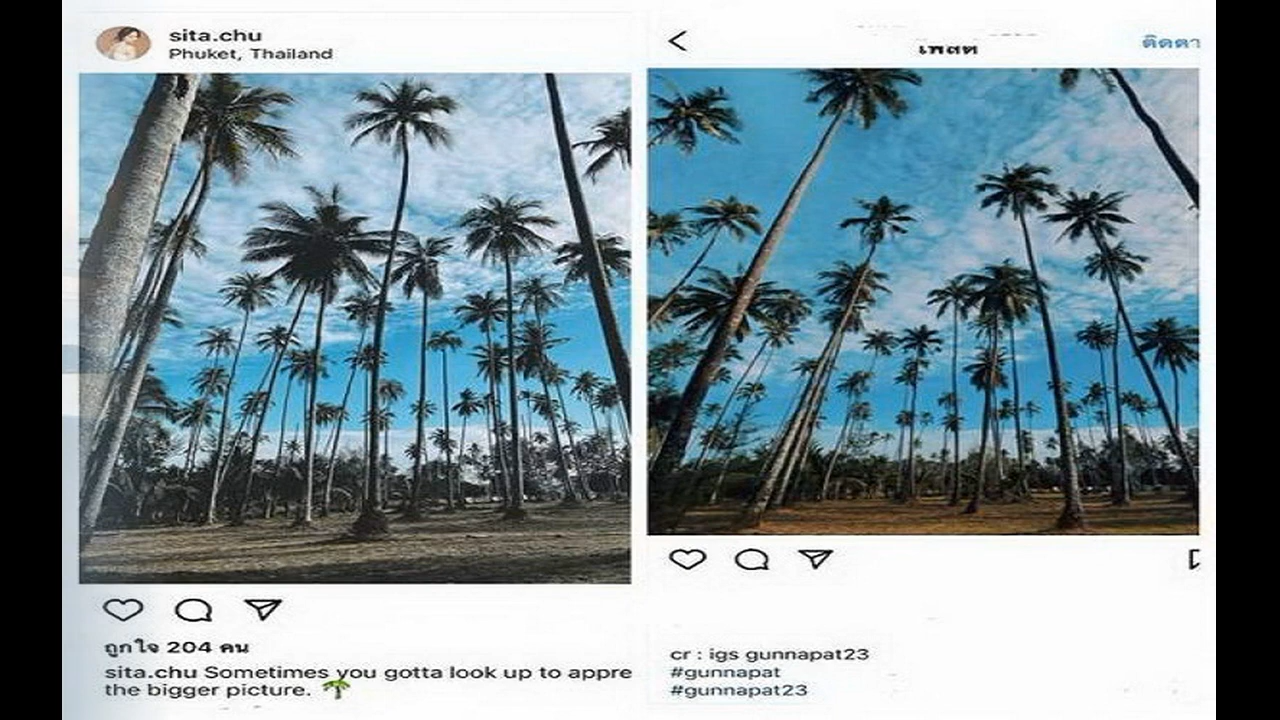 sita.chu
Phuket, Thailand
เพสต
ติดตา
ถูกใจ 204 คน
sita.chu Sometimes you gotta look up to appre
the bigger picture. 🌴
cr : igs gunnapat23
#gunnapat
#gunnapat23